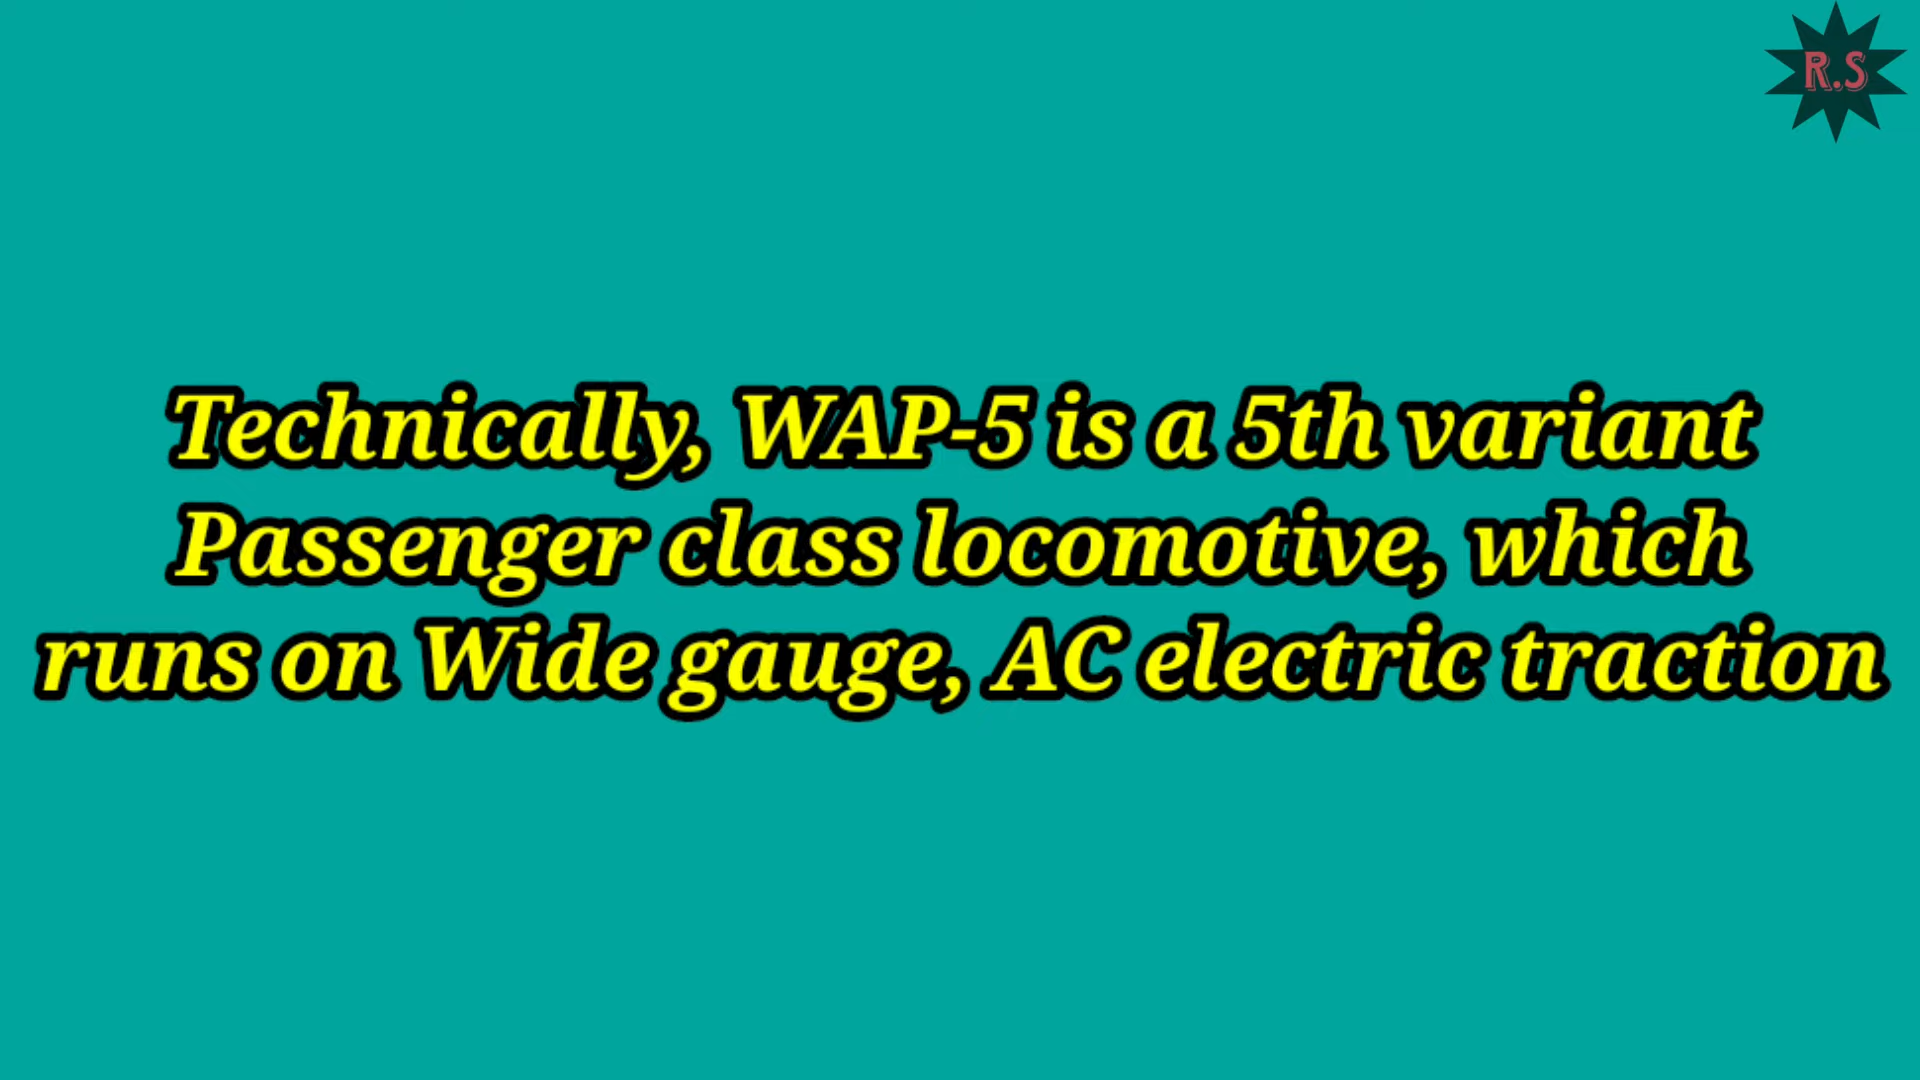 R.S
Technically, WAP-5 is a 5th variant
Passenger class locomotive, which
runs on Wide gauge, AC electric traction